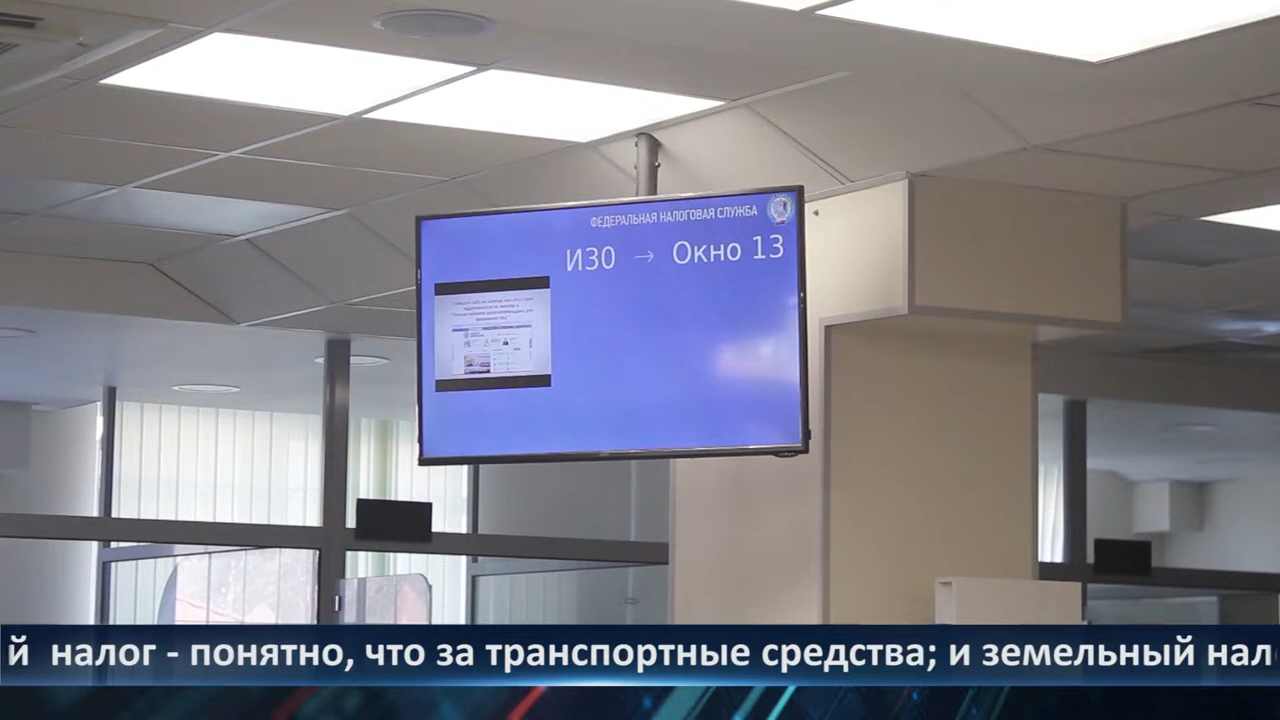 ФЕДЕРАЛЬНАЯ НАЛОГОВАЯ СЛУЖБА
И30 → Окно 13
й налог - понятно, что за транспортные средства; и земельный нал